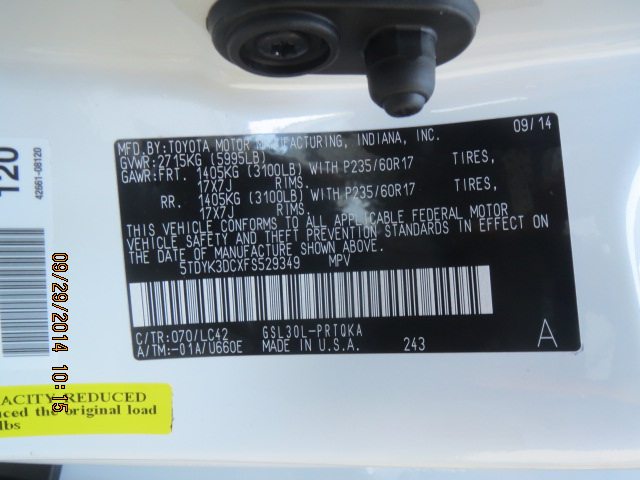 MFD.BY:TOYOTA MOTOR MANUFACTURING, INDIANA, INC. 09/14
GVWR:2715KG (5995LB)
GAWR:FRT. 1405KG (3100LB) WITH P235/60R17 TIRES,
17X7J RIMS.
RR. 1405KG (3100LB) WITH P235/60R17 TIRES,
17X7J RIMS.
THIS VEHICLE CONFORMS TO ALL APPLICABLE FEDERAL MOTOR
VEHICLE SAFETY AND THEFT PREVENTION STANDARDS IN EFFECT ON
THE DATE OF MANUFACTURE SHOWN ABOVE.
5TDYK3DCXFS529349 MPV
C/TR:070/LC42 GSL30L-PRTQKA
A/TM:-01A/U660E MADE IN U.S.A. 243
A
120
42661-08120
09/29/2014 10:15
ACITY REDUCED
uced the original load
lbs